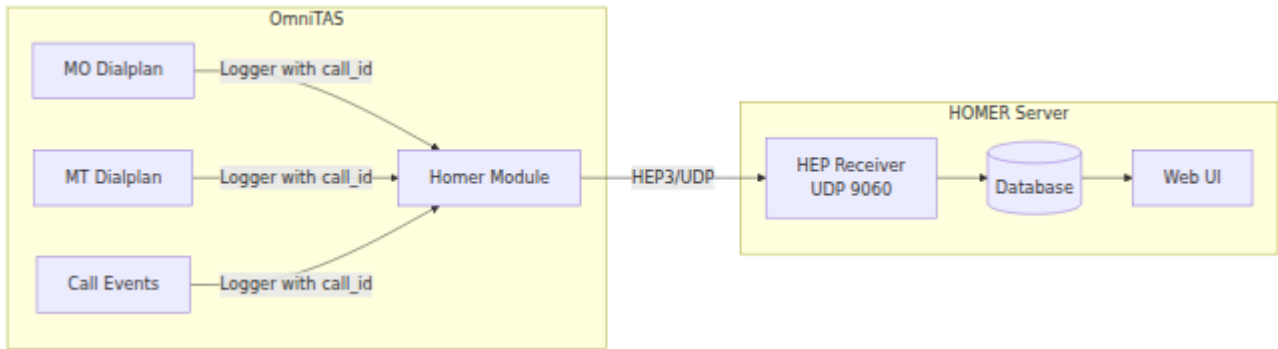 OmniTAS
MO Dialplan
Logger with call_id
MT Dialplan
Logger with call_id
Call Events
Logger with call_id
Homer Module
HEP3/UDP
HOMER Server
HEP Receiver
UDP 9060
Database
Web UI